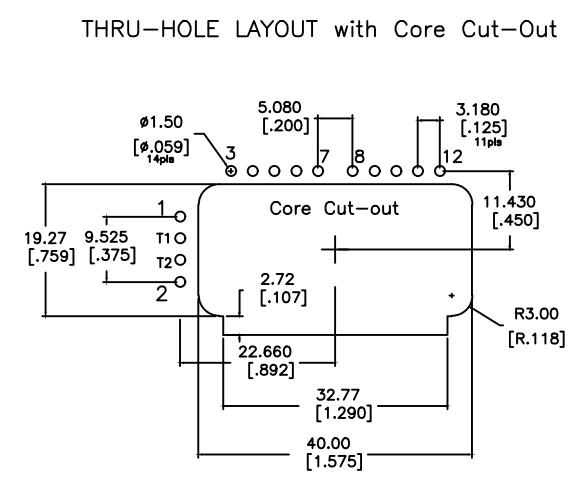 THRU-HOLE LAYOUT with Core Cut-Out
5.080
[.200]
3.180
[.125]
11pls
ø1.50
[ø.059]
14pls
3
7
8
12
11.430
[.450]
1
Core Cut-out
19.27
[.759]
9.525
[.375]
T1
T2
2
2.72
[.107]
R3.00
[R.118]
22.660
[.892]
32.77
[1.290]
40.00
[1.575]